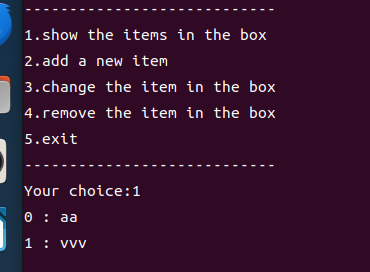 ----------------------------
1.show the items in the box
2.add a new item
3.change the item in the box
4.remove the item in the box
5.exit
----------------------------
Your choice:1
0 : aa
1 : vvv